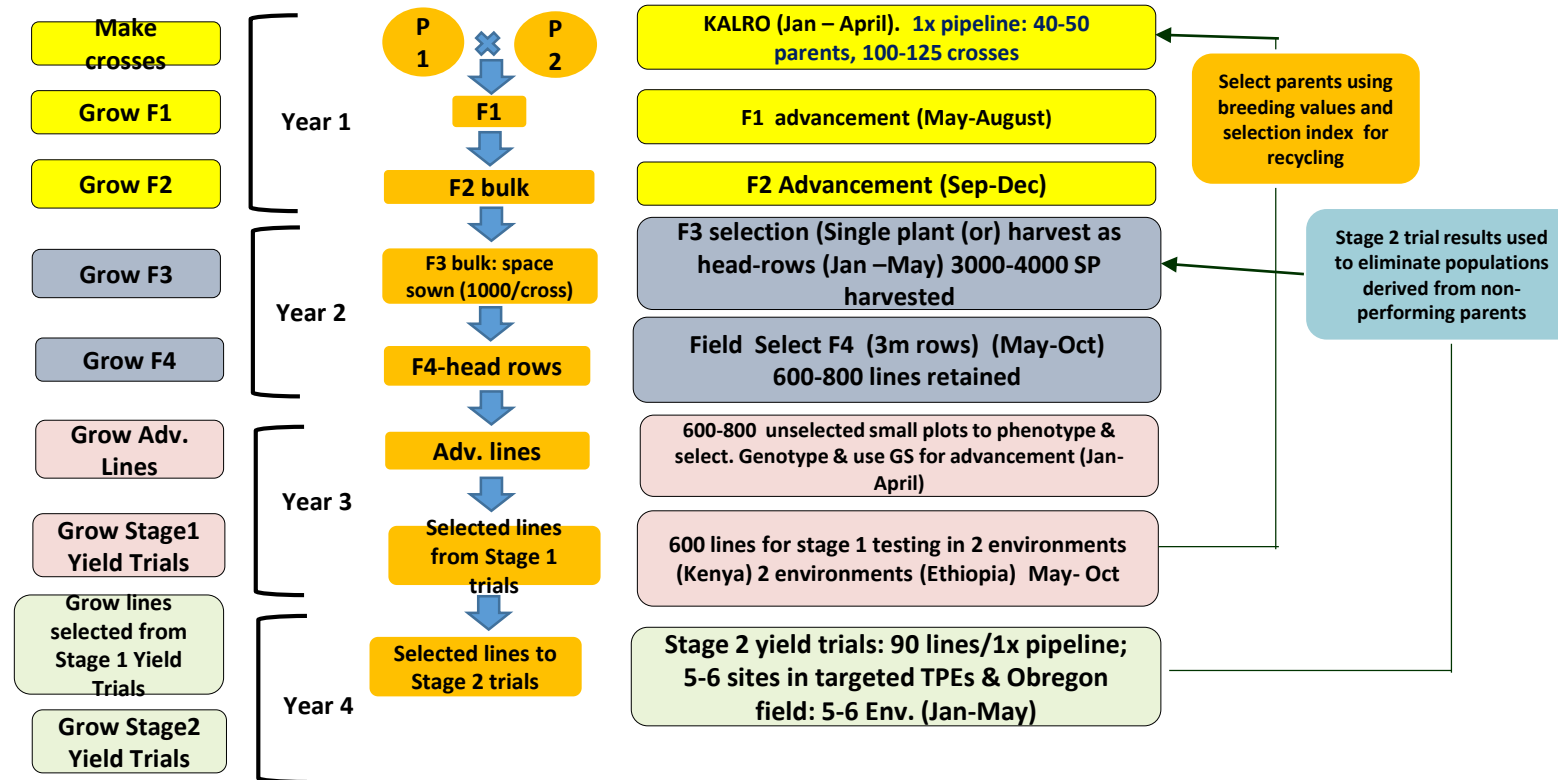 Make
crosses
Grow F1
Grow F2
Grow F3
Grow F4
Grow Adv.
Lines
Grow Stage1
Yield Trials
Grow lines
selected from
Stage 1 Yield
Trials
Grow Stage2
Yield Trials
Year 1
Year 2
Year 3
Year 4
P
1
P
2
F1
F2 bulk
F3 bulk: space
sown (1000/cross)
F4-head rows
Adv. lines
Selected lines
from Stage 1
trials
Selected lines to
Stage 2 trials
KALRO (Jan – April). 1x pipeline: 40-50
parents, 100-125 crosses
F1 advancement (May-August)
F2 Advancement (Sep-Dec)
F3 selection (Single plant (or) harvest as
head-rows (Jan –May) 3000-4000 SP
harvested
Field Select F4 (3m rows) (May-Oct)
600-800 lines retained
600-800 unselected small plots to phenotype &
select. Genotype & use GS for advancement (Jan-
April)
600 lines for stage 1 testing in 2 environments
(Kenya) 2 environments (Ethiopia) May- Oct
Stage 2 yield trials: 90 lines/1x pipeline;
5-6 sites in targeted TPEs & Obregon
field: 5-6 Env. (Jan-May)
Select parents using
breeding values and
selection index for
recycling
Stage 2 trial results used
to eliminate populations
derived from non-
performing parents